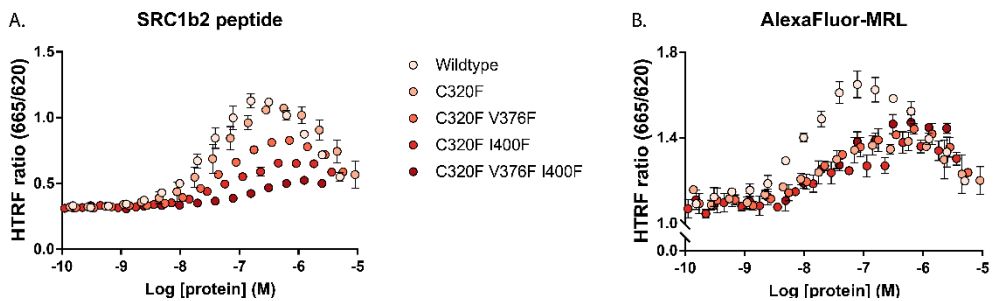 A.
SRC1b2 peptide
HTRF ratio (665/620)
1.5
1.0
0.5
0.0
-10 -9 -8 -7 -6 -5
Log [protein] (M)
Wildtype
C320F
C320F V376F
C320F I400F
C320F V376F I400F
B.
AlexaFluor-MRL
HTRF ratio (665/620)
1.8
1.4
1.0
0.0
-10 -9 -8 -7 -6 -5
Log [protein] (M)